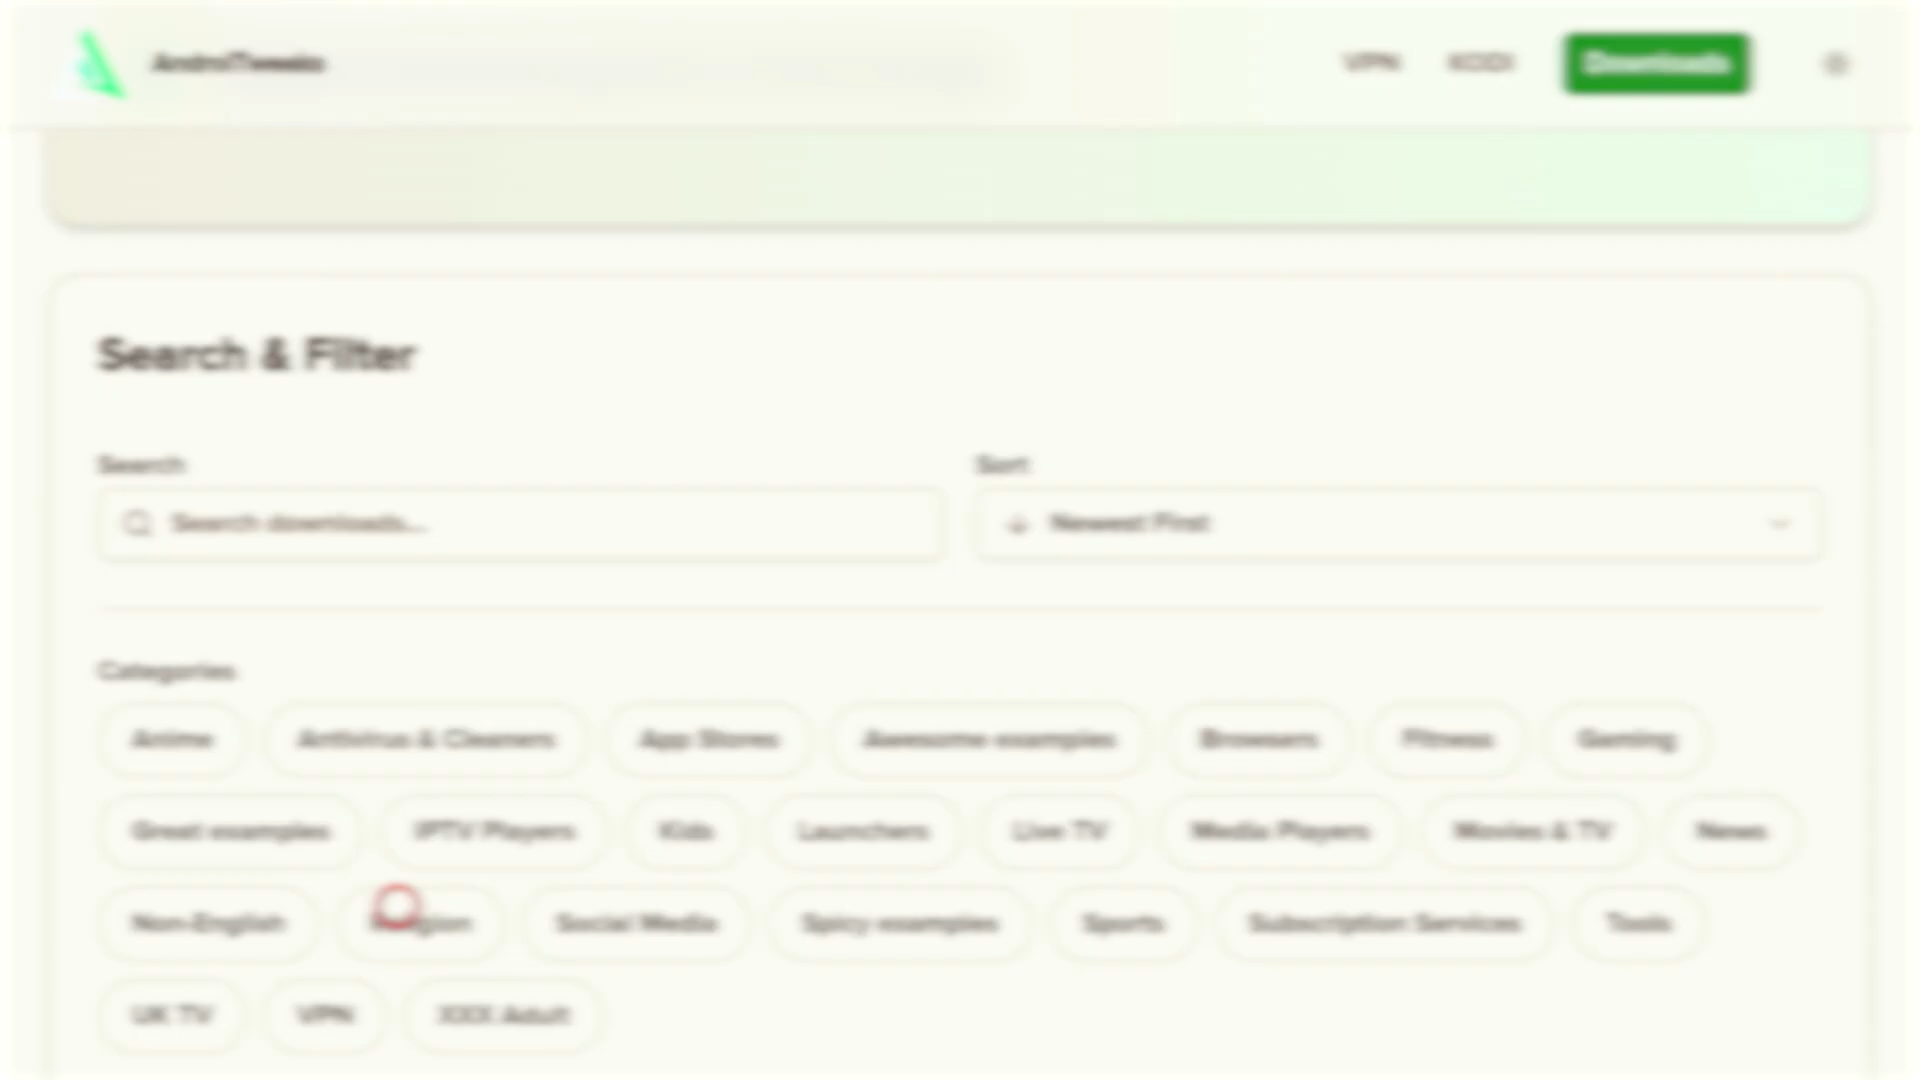 VPN KODI Downloads
Search & Filter
Search
Sort
Search downloads...
Newest First
Categories
Anime Antivirus & Cleaners App Stores Awesome examples Browsers Fitness Gaming
Great examples IPTV Players Kids Launchers Live TV Media Players Movies & TV News
Non-English Religion Social Media Spicy examples Sports Subscription Services Tools
UK TV VPN XXX Adult